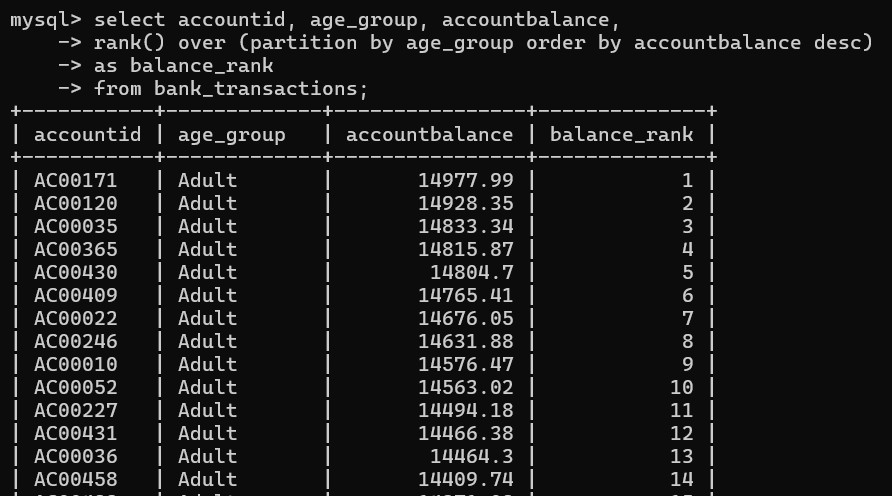 mysql> select accountid, age_group, accountbalance,
    -> rank() over (partition by age_group order by accountbalance desc)
    -> as balance_rank
    -> from bank_transactions;
+-----------+-------------+----------------+--------------+
| accountid | age_group   | accountbalance | balance_rank |
+-----------+-------------+----------------+--------------+
| AC00171   | Adult       |       14977.99 |            1 |
| AC00120   | Adult       |       14928.35 |            2 |
| AC00035   | Adult       |       14833.34 |            3 |
| AC00365   | Adult       |       14815.87 |            4 |
| AC00430   | Adult       |        14804.7 |            5 |
| AC00409   | Adult       |       14765.41 |            6 |
| AC00022   | Adult       |       14676.05 |            7 |
| AC00246   | Adult       |       14631.88 |            8 |
| AC00010   | Adult       |       14576.47 |            9 |
| AC00052   | Adult       |       14563.02 |           10 |
| AC00227   | Adult       |       14494.18 |           11 |
| AC00431   | Adult       |       14466.38 |           12 |
| AC00036   | Adult       |        14464.3 |           13 |
| AC00458   | Adult       |       14409.74 |           14 |